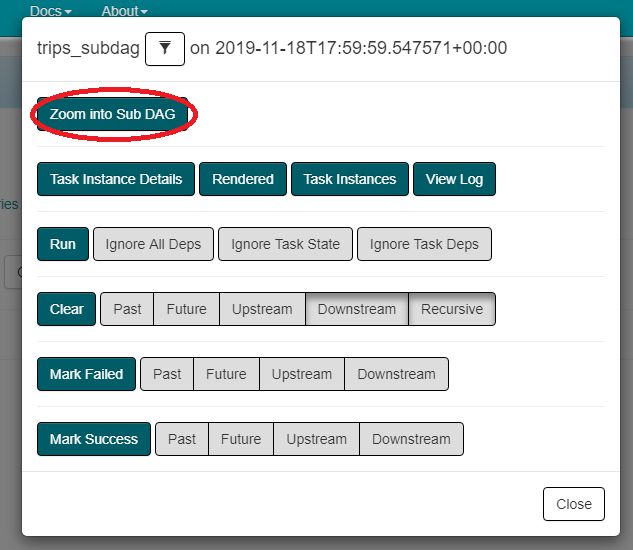 Docs About
trips_subdag on 2019-11-18T17:59:59.547571+00:00
Zoom into Sub DAG
Task Instance Details Rendered Task Instances View Log
ries
Run Ignore All Deps Ignore Task State Ignore Task Deps
Clear Past Future Upstream Downstream Recursive
Mark Failed Past Future Upstream Downstream
Mark Success Past Future Upstream Downstream
Close